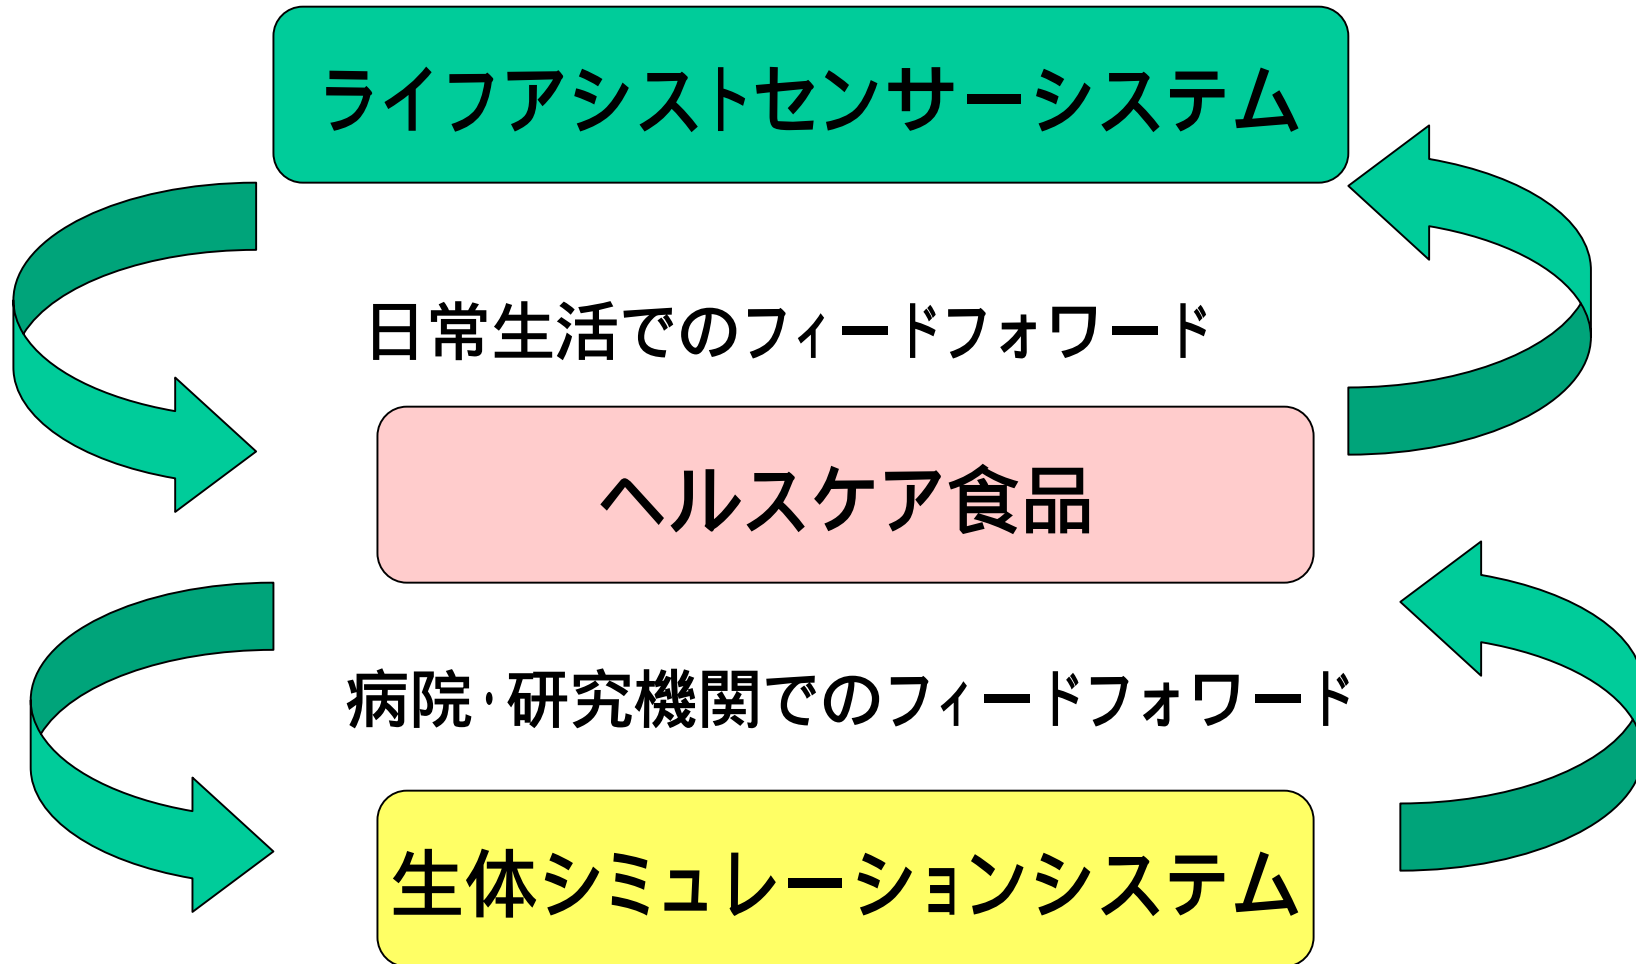 ライフアシストセンサーシステム
日常生活でのフィードフォワード
ヘルスケア食品
病院・研究機関でのフィードフォワード
生体シミュレーションシステム